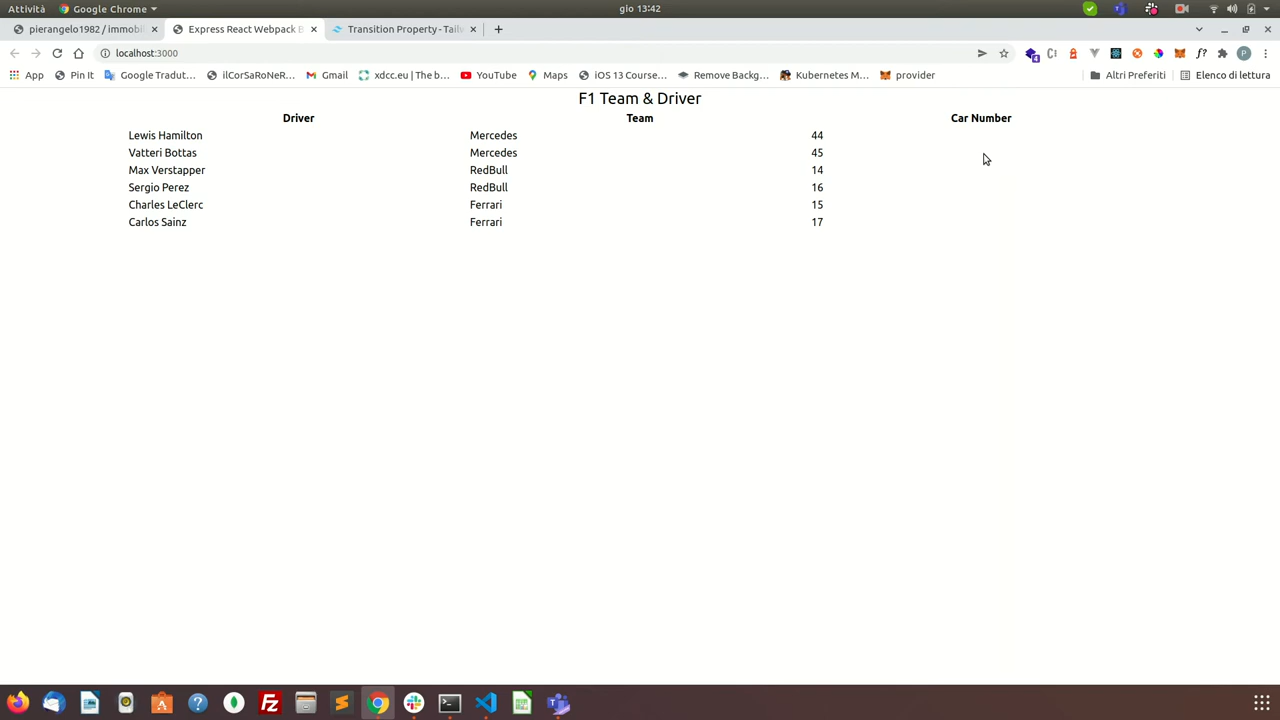 Attività Google Chrome gio 13:42
pierangelo1982 / immobil Express React Webpack B Transition Property - Tailw
localhost:3000
App Pin It Google Tradut... ilCorSaRoNeR... Gmail xdcc.eu | The b... YouTube Maps iOS 13 Course... Remove Backg... Kubernetes M... provider Altri Preferiti Elenco di lettura
F1 Team & Driver
Driver Team Car Number
Lewis Hamilton Mercedes 44
Vatteri Bottas Mercedes 45
Max Verstapper RedBull 14
Sergio Perez RedBull 16
Charles LeClerc Ferrari 15
Carlos Sainz Ferrari 17